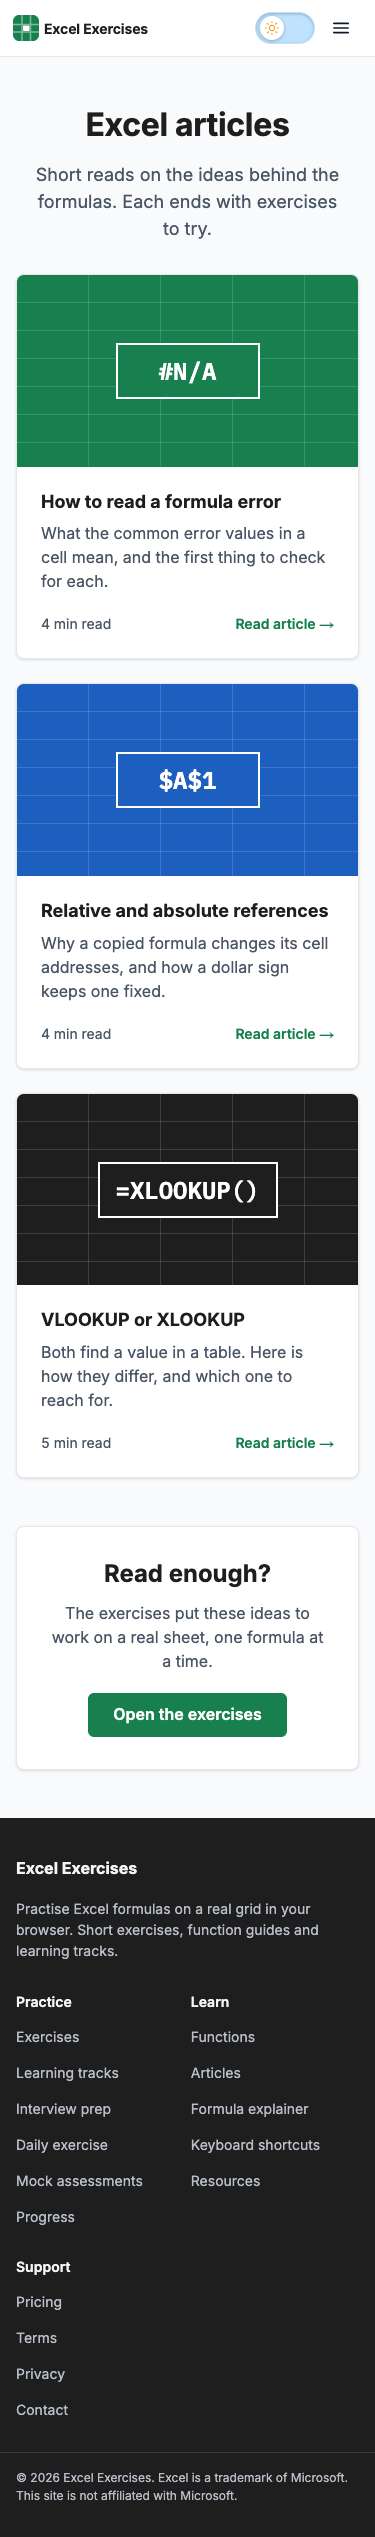 Excel Exercises
Excel articles
Short reads on the ideas behind the
formulas. Each ends with exercises
to try.
#N/A
How to read a formula error
What the common error values in a
cell mean, and the first thing to check
for each.
4 min read
Read article →
$A$1
Relative and absolute references
Why a copied formula changes its cell
addresses, and how a dollar sign
keeps one fixed.
4 min read
Read article →
=XLOOKUP()
VLOOKUP or XLOOKUP
Both find a value in a table. Here is
how they differ, and which one to
reach for.
5 min read
Read article →
Read enough?
The exercises put these ideas to
work on a real sheet, one formula at
a time.
Open the exercises
Excel Exercises
Practise Excel formulas on a real grid in your
browser. Short exercises, function guides and
learning tracks.
Practice
Exercises
Learning tracks
Interview prep
Daily exercise
Mock assessments
Progress
Learn
Functions
Articles
Formula explainer
Keyboard shortcuts
Resources
Support
Pricing
Terms
Privacy
Contact
© 2026 Excel Exercises. Excel is a trademark of Microsoft.
This site is not affiliated with Microsoft.